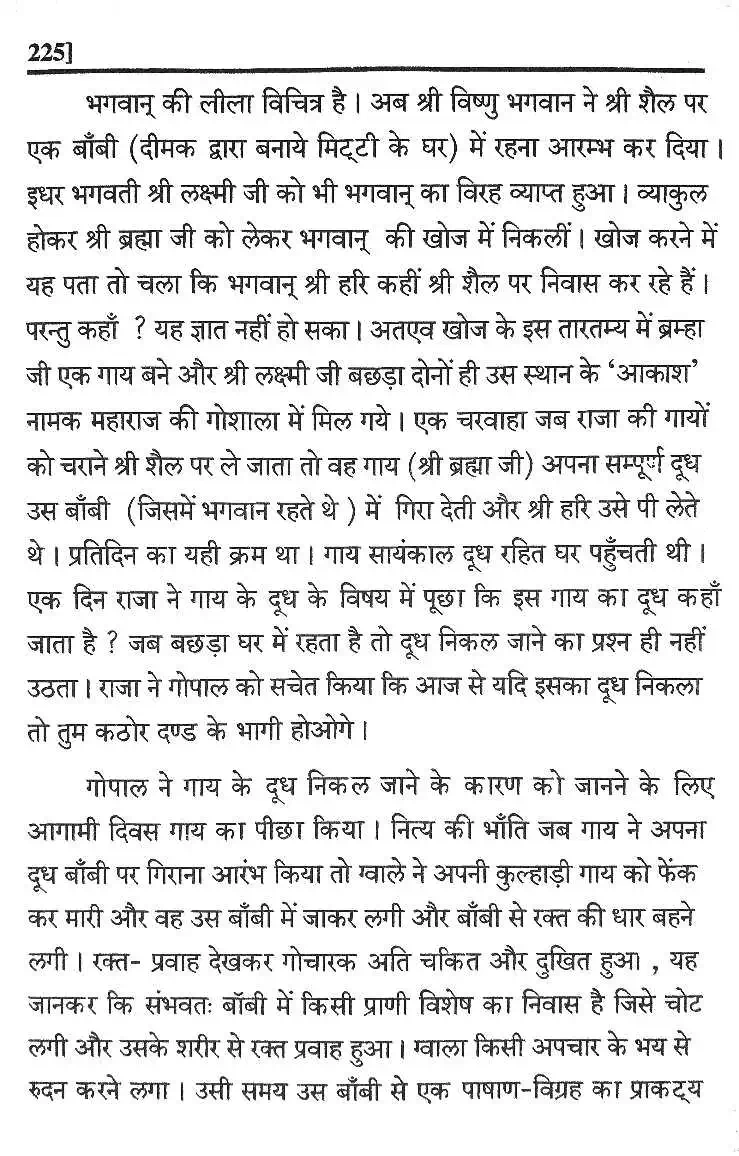 225]
भगवान् की लीला विचित्र है । अब श्री विष्णु भगवान ने श्री शैल पर
एक बाँबी (दीमक द्वारा बनाये मिट्टी के घर) में रहना आरम्भ कर दिया ।
इधर भगवती श्री लक्ष्मी जी को भी भगवान् का विरह व्याप्त हुआ । व्याकुल
होकर श्री ब्रह्मा जी को लेकर भगवान् की खोज में निकलीं । खोज करने में
यह पता तो चला कि भगवान् श्री हरि कहीं श्री शैल पर निवास कर रहे हैं ।
परन्तु कहाँ ? यह ज्ञात नहीं हो सका । अतएव खोज के इस तारतम्य में ब्रम्हा
जी एक गाय बने और श्री लक्ष्मी जी बछड़ा दोनों ही उस स्थान के ‘आकाश’
नामक महाराज की गोशाला में मिल गये । एक चरवाहा जब राजा की गायों
को चराने श्री शैल पर ले जाता तो वह गाय (श्री ब्रह्मा जी) अपना सम्पूर्ण दूध
उस बाँबी (जिसमें भगवान रहते थे ) में गिरा देती और श्री हरि उसे पी लेते
थे । प्रतिदिन का यही क्रम था । गाय सायंकाल दूध रहित घर पहुँचती थी ।
एक दिन राजा ने गाय के दूध के विषय में पूछा कि इस गाय का दूध कहाँ
जाता है ? जब बछड़ा घर में रहता है तो दूध निकल जाने का प्रश्न ही नहीं
उठता । राजा ने गोपाल को सचेत किया कि आज से यदि इसका दूध निकला
तो तुम कठोर दण्ड के भागी होओगे ।
गोपाल ने गाय के दूध निकल जाने के कारण को जानने के लिए
आगामी दिवस गाय का पीछा किया । नित्य की भाँति जब गाय ने अपना
दूध बाँबी पर गिराना आरंभ किया तो ग्वाले ने अपनी कुल्हाड़ी गाय को फेंक
कर मारी और वह उस बाँबी में जाकर लगी और बाँबी से रक्त की धार बहने
लगी । रक्त- प्रवाह देखकर गोचारक अति चकित और दुखित हुआ , यह
जानकर कि संभवतः बॉबी में किसी प्राणी विशेष का निवास है जिसे चोट
लगी और उसके शरीर से रक्त प्रवाह हुआ । ग्वाला किसी अपचार के भय से
रुदन करने लगा । उसी समय उस बाँबी से एक पाषाण-विग्रह का प्राकट्य